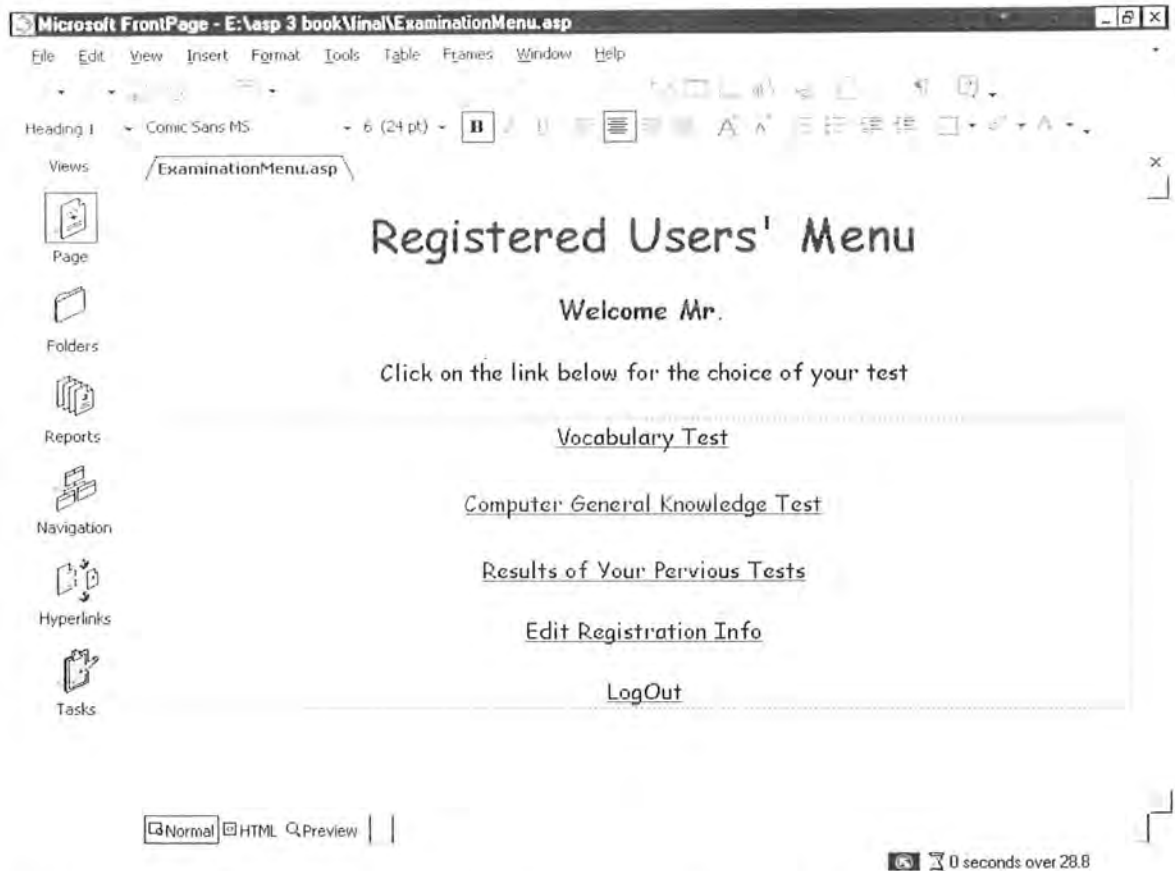 Microsoft FrontPage - E:\asp 3 book\final\ExaminationMenu.asp
File Edit View Insert Format Tools Table Frames Window Help
Heading 1 Comic Sans MS 6 (24 pt) B U A A A
Views
ExaminationMenu.asp
Registered Users' Menu
Page
Welcome Mr.
Folders
Click on the link below for the choice of your test
Reports
Vocabulary Test
Computer General Knowledge Test
Navigation
Results of Your Pervious Tests
Hyperlinks
Edit Registration Info
LogOut
Tasks
Normal HTML Preview
0 seconds over 28.8